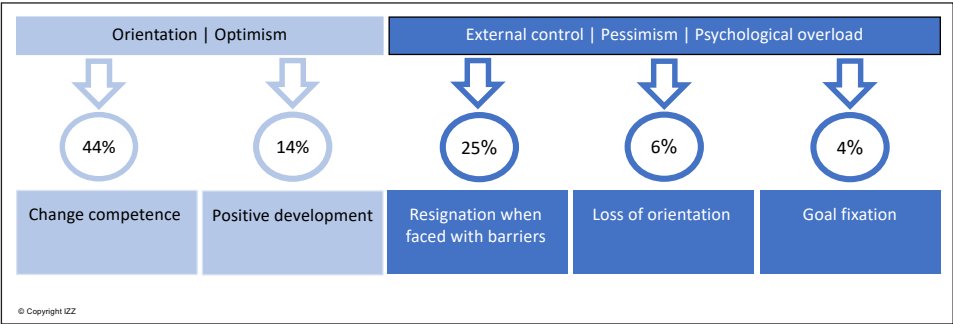 Orientation | Optimism
External control | Pessimism | Psychological overload
44%
14%
25%
6%
4%
Change competence
Positive development
Resignation when
faced with barriers
Loss of orientation
Goal fixation
© Copyright IZZ